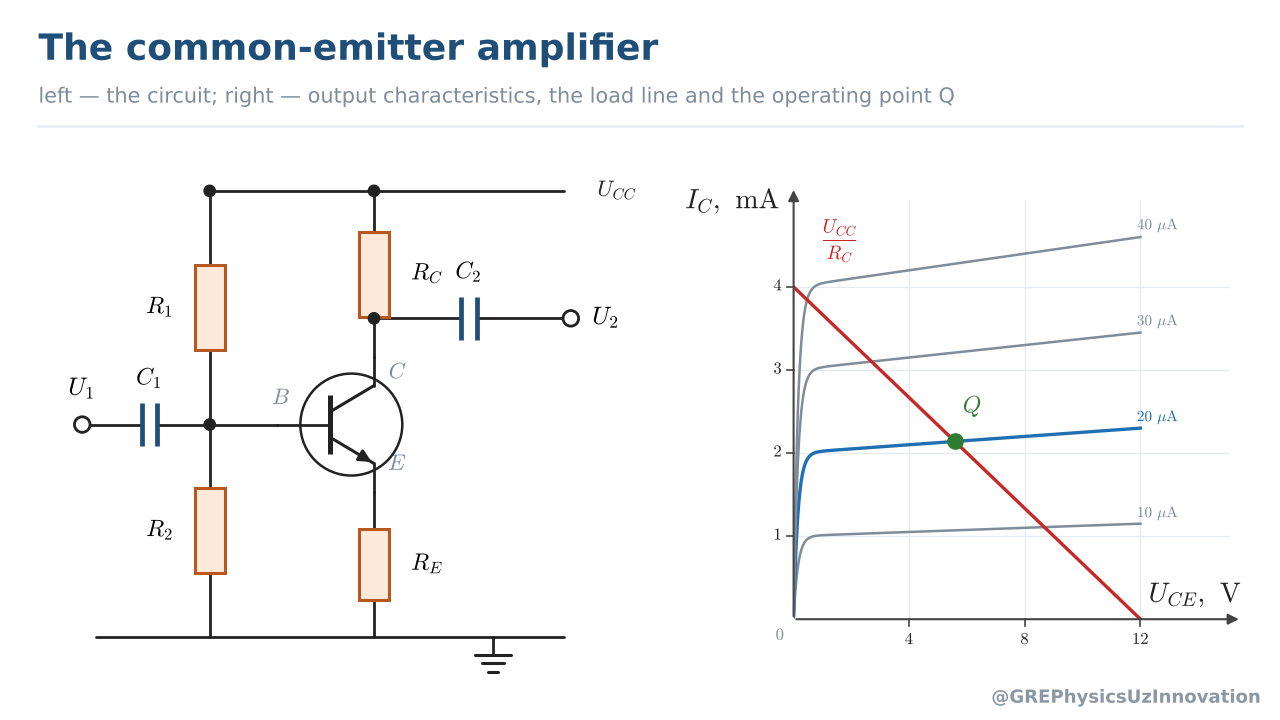 The common-emitter amplifier
left — the circuit; right — output characteristics, the load line and the operating point Q
U_CC
R_1
R_C
C_2
U_2
U_1
C_1
B
C
E
R_2
R_E
I_C, mA
U_CC
R_C
40 μA
4
30 μA
3
Q
20 μA
2
10 μA
1
U_CE, V
0
4
8
12
@GREPhysicsUzInnovation